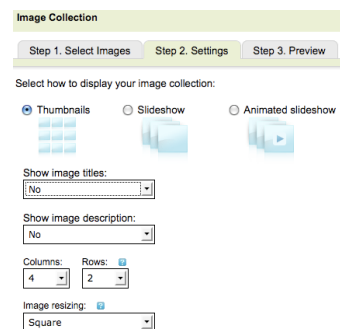 Image Collection
Step 1. Select Images Step 2. Settings Step 3. Preview
Select how to display your image collection:
Thumbnails Slideshow Animated slideshow
Show image titles:
No
Show image description:
No
Columns: Rows: ?
4 2
Image resizing: ?
Square